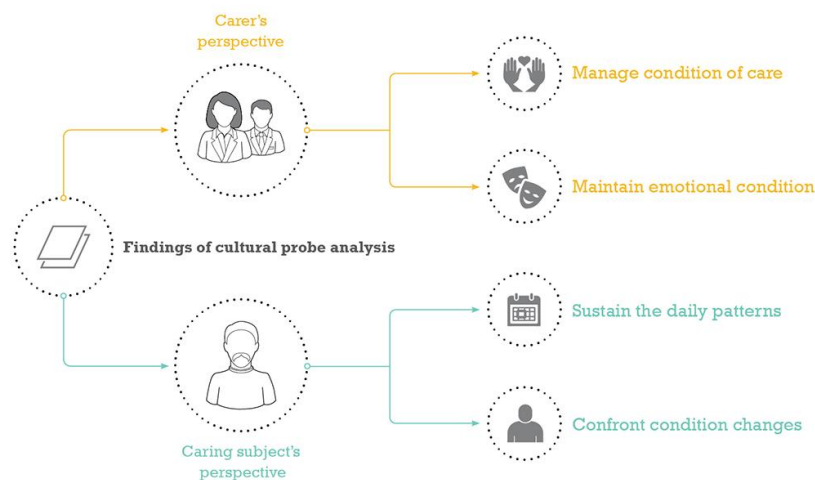 Carer's
perspective
Manage condition of care
Maintain emotional condition
Findings of cultural probe analysis
Sustain the daily patterns
Confront condition changes
Caring subject's
perspective